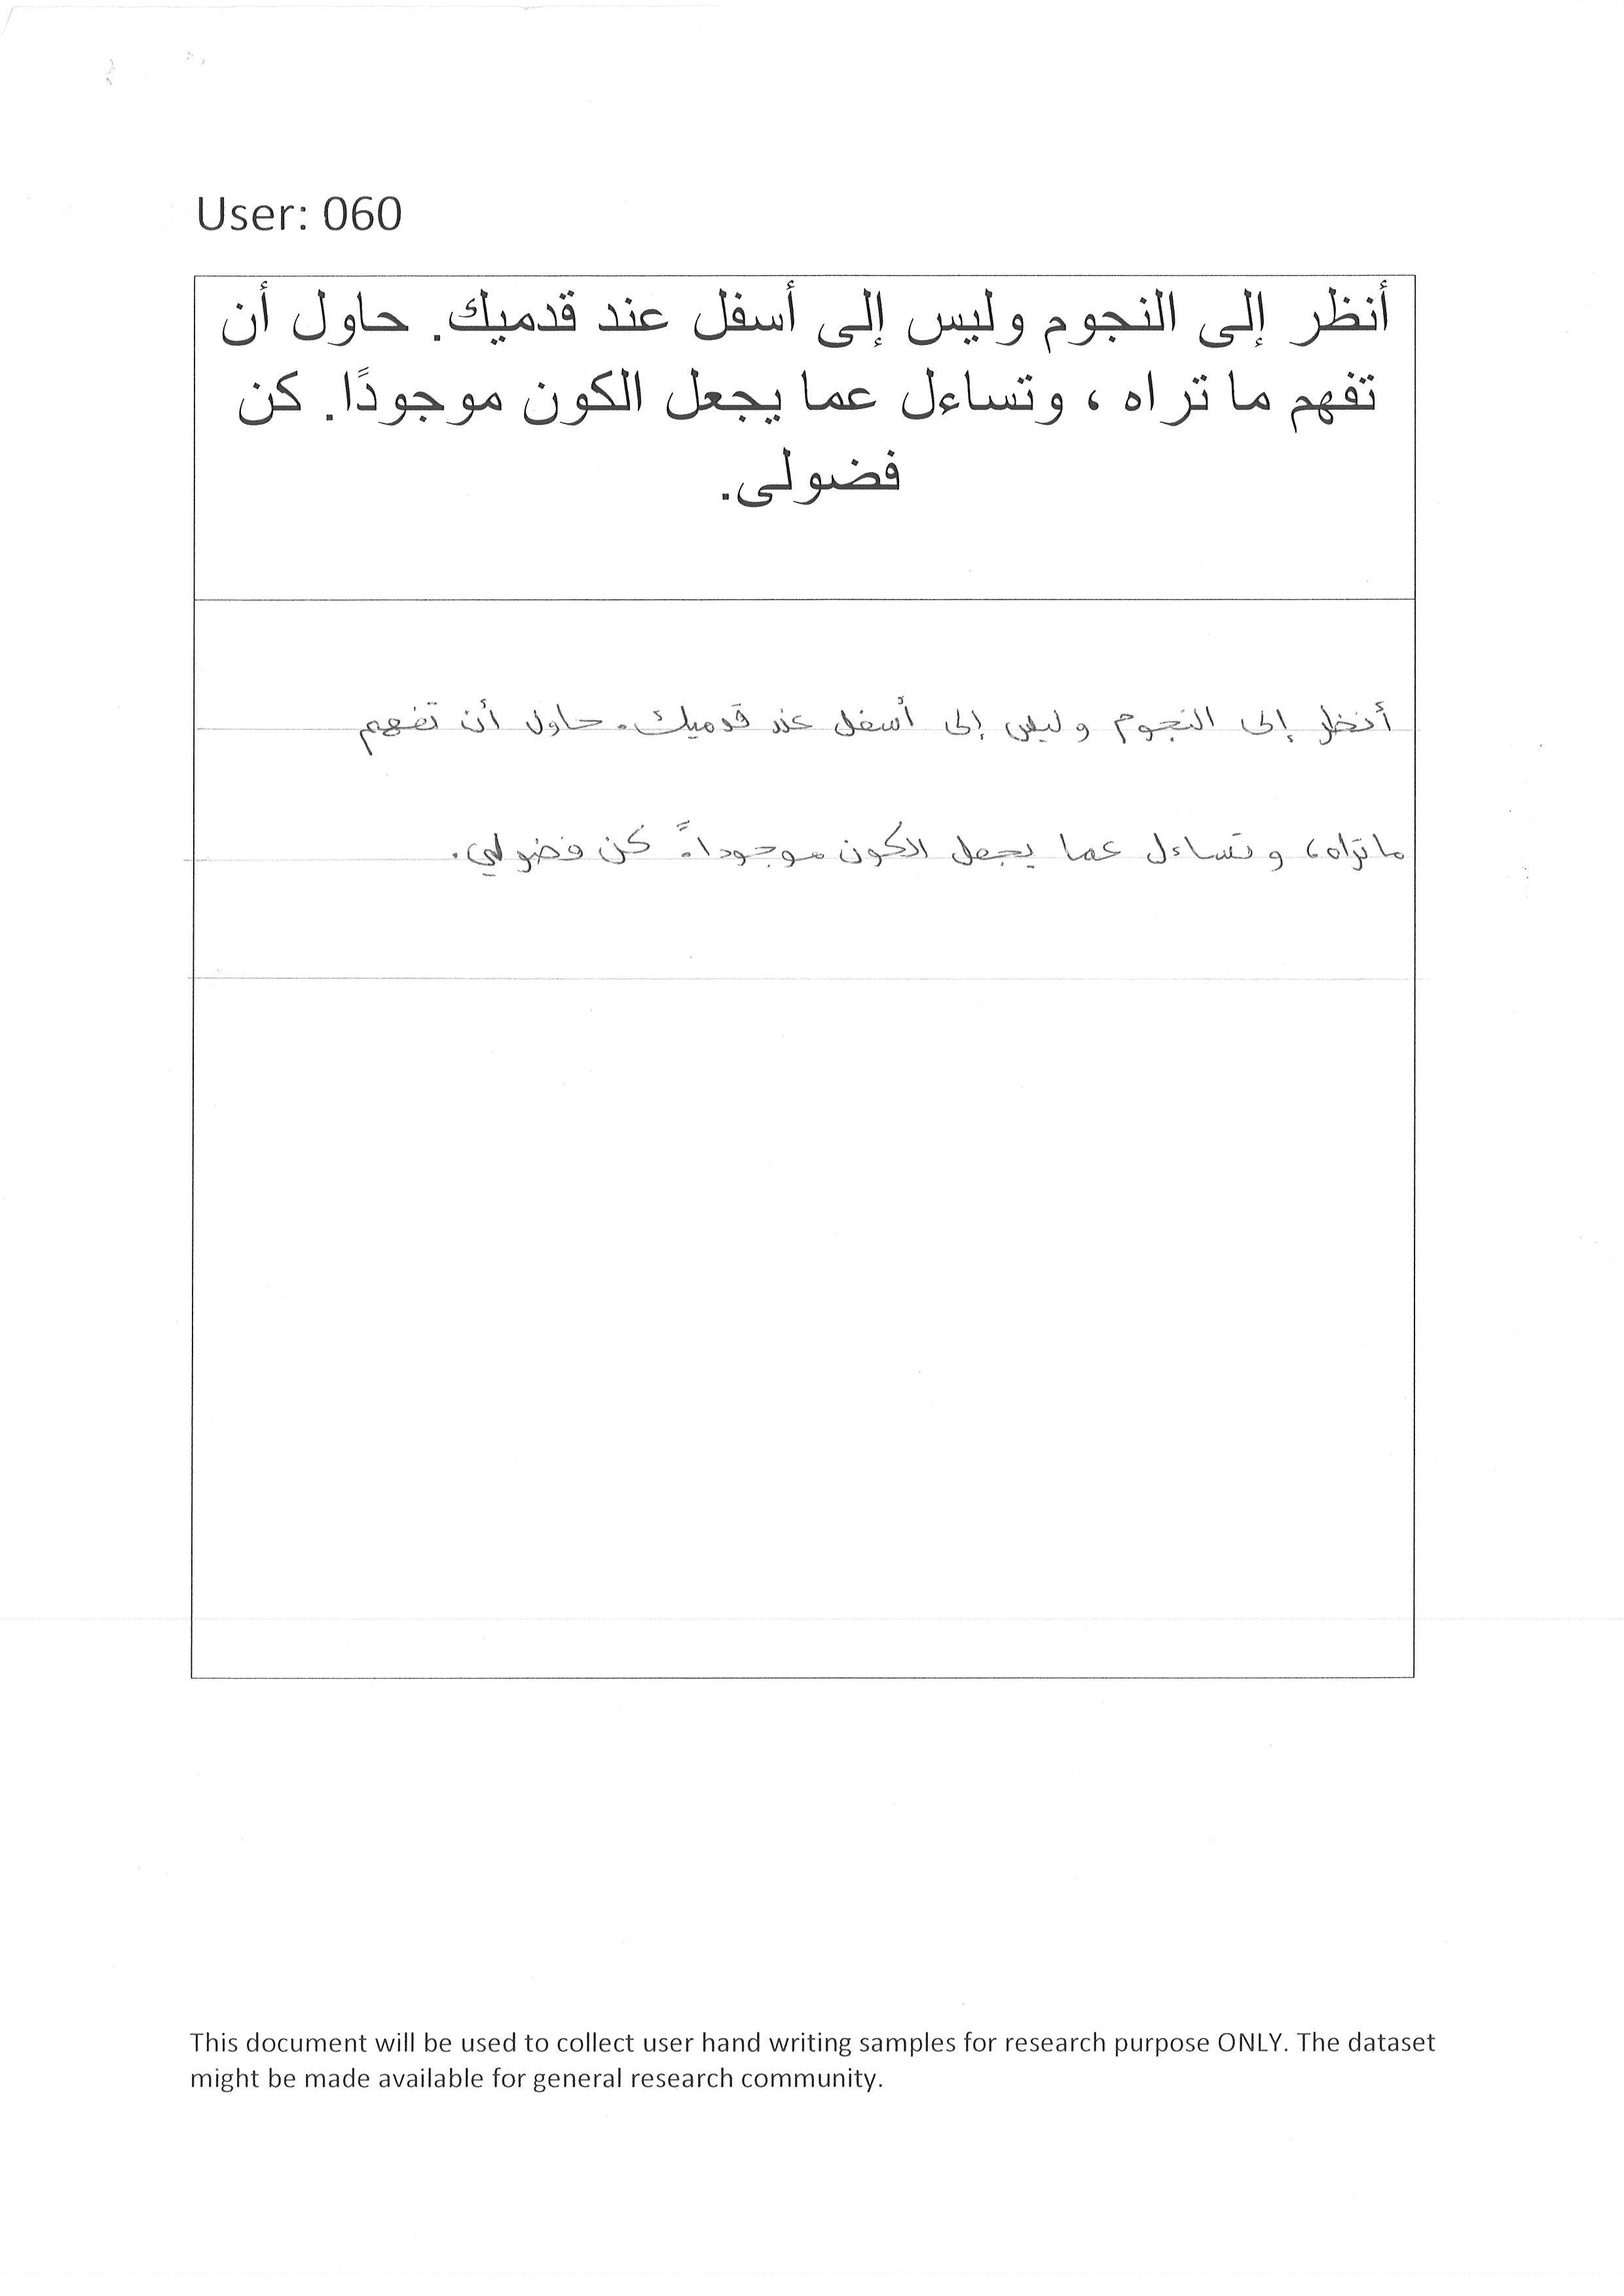 User: 060
أنظر إلى النجوم وليس إلى أسفل عند قدميك. حاول أن
تفهم ما تراه ، وتساءل عما يجعل الكون موجودًا. كن
فضولى.
أنظر إلى النجوم وليس إلى أسفل عند قدميك. حاول أن تفهم
ما تراه، وتساءل عما يجعل الكون موجوداً. كن فضولي.
This document will be used to collect user hand writing samples for research purpose ONLY. The dataset
might be made available for general research community.